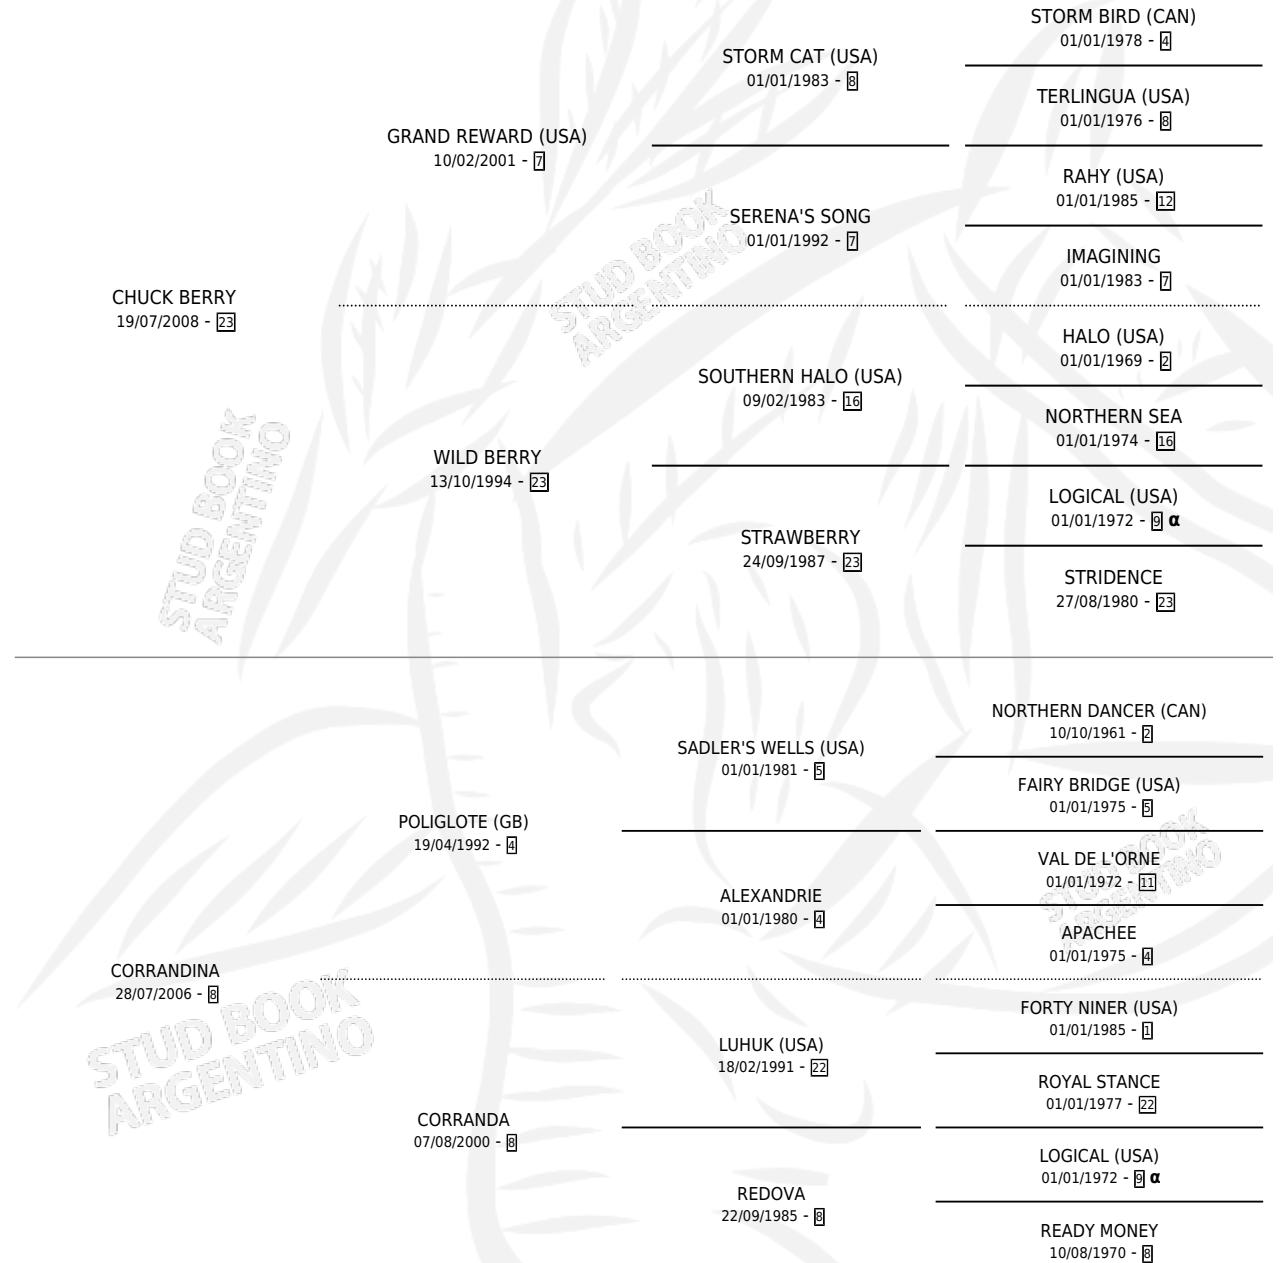 STORM BIRD (CAN)
01/01/1978 - 4
STORM CAT (USA)
01/01/1983 - 8
TERLINGUA (USA)
01/01/1976 - 8
GRAND REWARD (USA)
10/02/2001 - 7
RAHY (USA)
01/01/1985 - 12
SERENA'S SONG
01/01/1992 - 7
IMAGINING
01/01/1983 - 7
CHUCK BERRY
19/07/2008 - 23
HALO (USA)
01/01/1969 - 2
SOUTHERN HALO (USA)
09/02/1983 - 16
NORTHERN SEA
01/01/1974 - 16
WILD BERRY
13/10/1994 - 23
LOGICAL (USA)
01/01/1972 - 9 α
STRAWBERRY
24/09/1987 - 23
STRIDENCE
27/08/1980 - 23
NORTHERN DANCER (CAN)
10/10/1961 - 2
SADLER'S WELLS (USA)
01/01/1981 - 5
FAIRY BRIDGE (USA)
01/01/1975 - 5
POLIGLOTE (GB)
19/04/1992 - 4
VAL DE L'ORNE
01/01/1972 - 11
ALEXANDRIE
01/01/1980 - 4
APACHEE
01/01/1975 - 4
CORRANDINA
28/07/2006 - 8
FORTY NINER (USA)
01/01/1985 - 1
LUHUK (USA)
18/02/1991 - 22
ROYAL STANCE
01/01/1977 - 22
CORRANDA
07/08/2000 - 8
LOGICAL (USA)
01/01/1972 - 9 α
REDOVA
22/09/1985 - 8
READY MONEY
10/08/1970 - 8
STUD BOOK
ARGENTINO
STUD BOOK
ARGENTINO
STUD BOOK
ARGENTINO
STUD BOOK
ARGENTINO